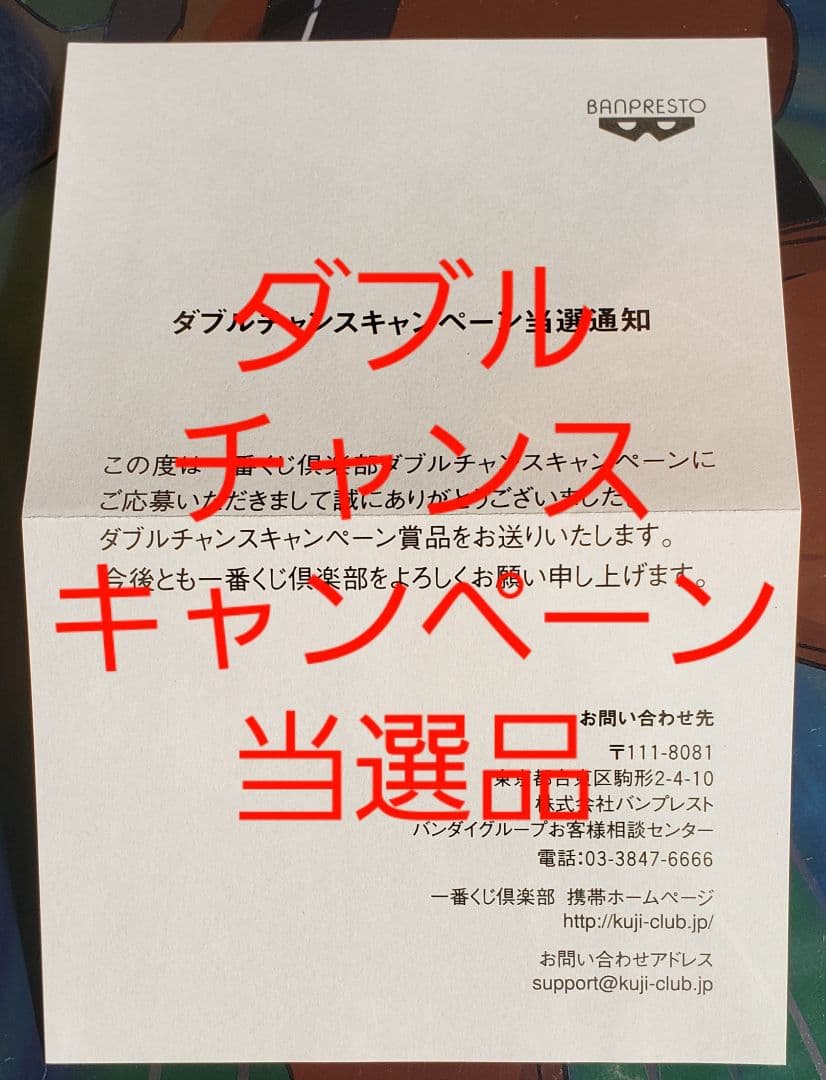 BANPRESTO
ダブルチャンスキャンペーン当選通知
この度は一番くじ倶楽部ダブルチャンスキャンペーンに
ご応募いただきまして誠にありがとうございました。
ダブルチャンスキャンペーン賞品をお送りいたします。
今後とも一番くじ倶楽部をよろしくお願い申し上げます。
ダブル
チャンス
キャンペーン
当選品
お問い合わせ先
〒111-8081
東京都台東区駒形2-4-10
株式会社バンプレスト
バンダイグループお客様相談センター
電話:03-3847-6666
一番くじ倶楽部 携帯ホームページ
http://kuji-club.jp/
お問い合わせアドレス
support@kuji-club.jp